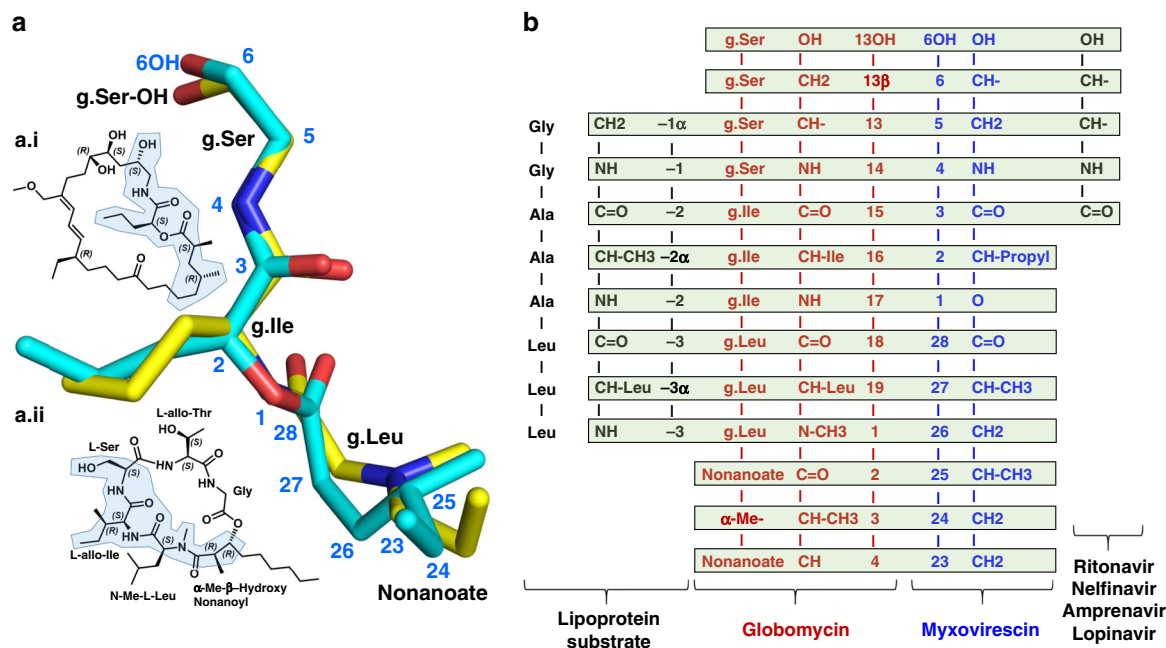 a
6OH
6
g.Ser-OH
g.Ser
5
4
3
g.Ile
2
1
28
g.Leu
27
25
26
23
24
Nonanoate
a.i
OH
OH
(S)
(R)
OH
(S)
NH
O
O
O
(S)
O
(S)
(R)
(R)
O
a.ii
L-allo-Thr
HO
(S)
L-Ser
O
NH
(S)
O
HO
(S)
NH
NH
Gly
O
O
(S)
(R)
NH
O
O
N
(S)
(R)
(R)
O
L-allo-Ile
N-Me-L-Leu
α-Me-β–Hydroxy
Nonanoyl
b
g.Ser OH 13OH 6OH OH OH
g.Ser CH2 13β 6 CH- CH-
Gly CH2 –1α g.Ser CH- 13 5 CH2 CH-
Gly NH –1 g.Ser NH 14 4 NH NH
Ala C=O –2 g.Ile C=O 15 3 C=O C=O
Ala CH-CH3 –2α g.Ile CH-Ile 16 2 CH-Propyl
Ala NH –2 g.Ile NH 17 1 O
Leu C=O –3 g.Leu C=O 18 28 C=O
Leu CH-Leu –3α g.Leu CH-Leu 19 27 CH-CH3
Leu NH –3 g.Leu N-CH3 1 26 CH2
Nonanoate C=O 2 25 CH-CH3
α-Me- CH-CH3 3 24 CH2
Nonanoate CH 4 23 CH2
Lipoprotein
substrate
Globomycin
Myxovirescin
Ritonavir
Nelfinavir
Amprenavir
Lopinavir